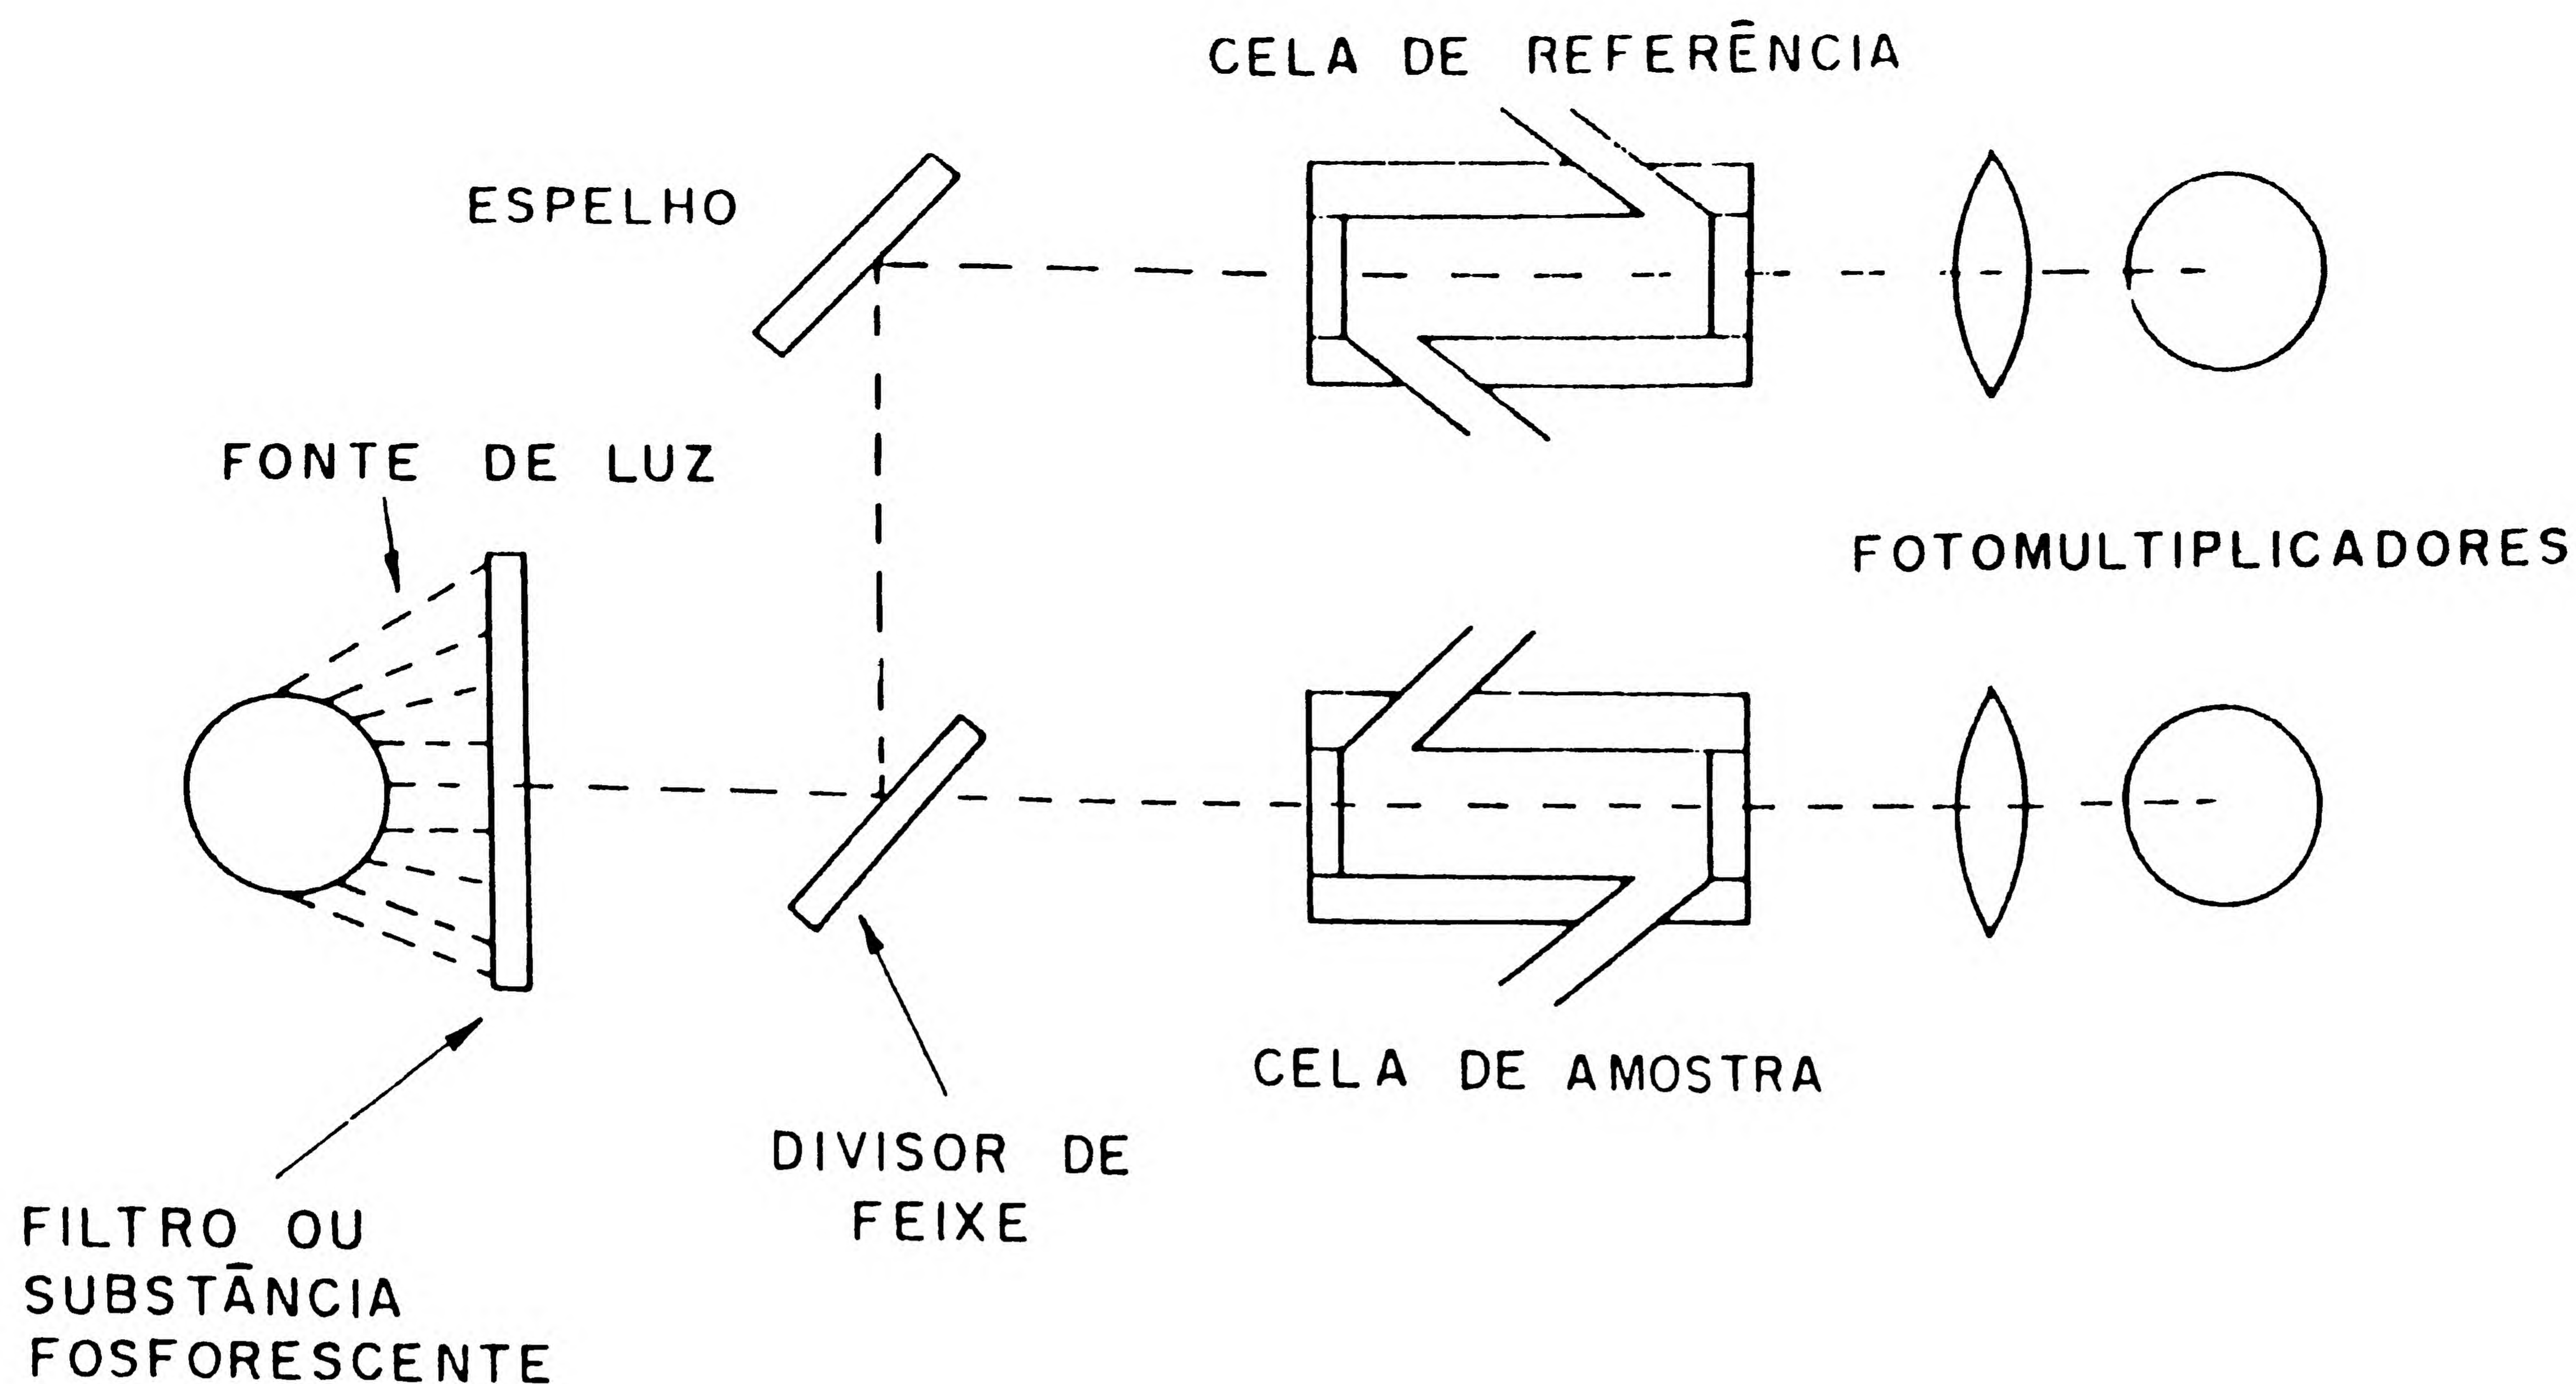 CELA DE REFERÊNCIA
ESPELHO
FONTE DE LUZ
FOTOMULTIPLICADORES
CELA DE AMOSTRA
DIVISOR DE
FEIXE
FILTRO OU
SUBSTÂNCIA
FOSFORESCENTE